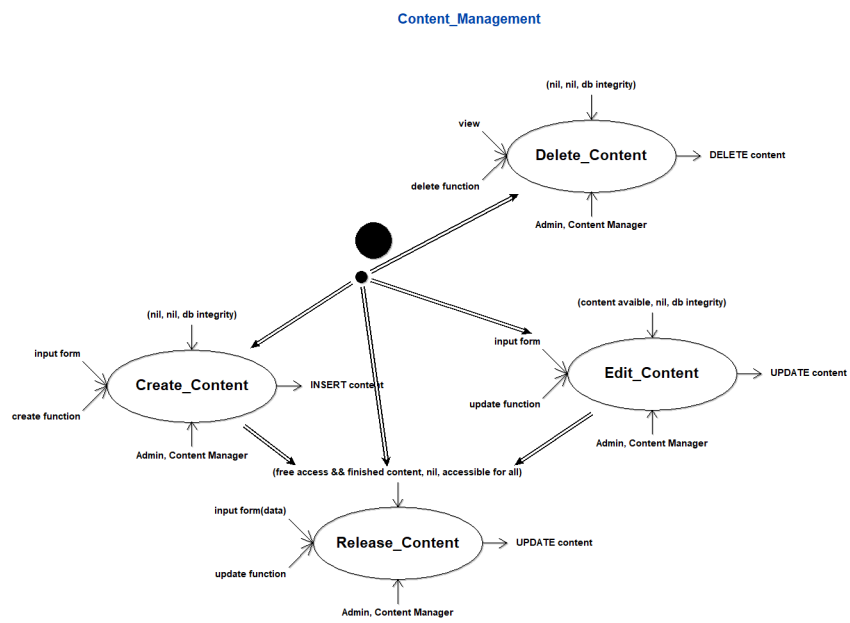 Content_Management
(nil, nil, db integrity)
view
Delete_Content
DELETE content
delete function
Admin, Content Manager
(content avaible, nil, db integrity)
(nil, nil, db integrity)
input form
input form
Edit_Content
UPDATE content
Create_Content
INSERT content
update function
create function
Admin, Content Manager
Admin, Content Manager
(free access && finished content, nil, accessible for all)
input form(data)
Release_Content
UPDATE content
update function
Admin, Content Manager